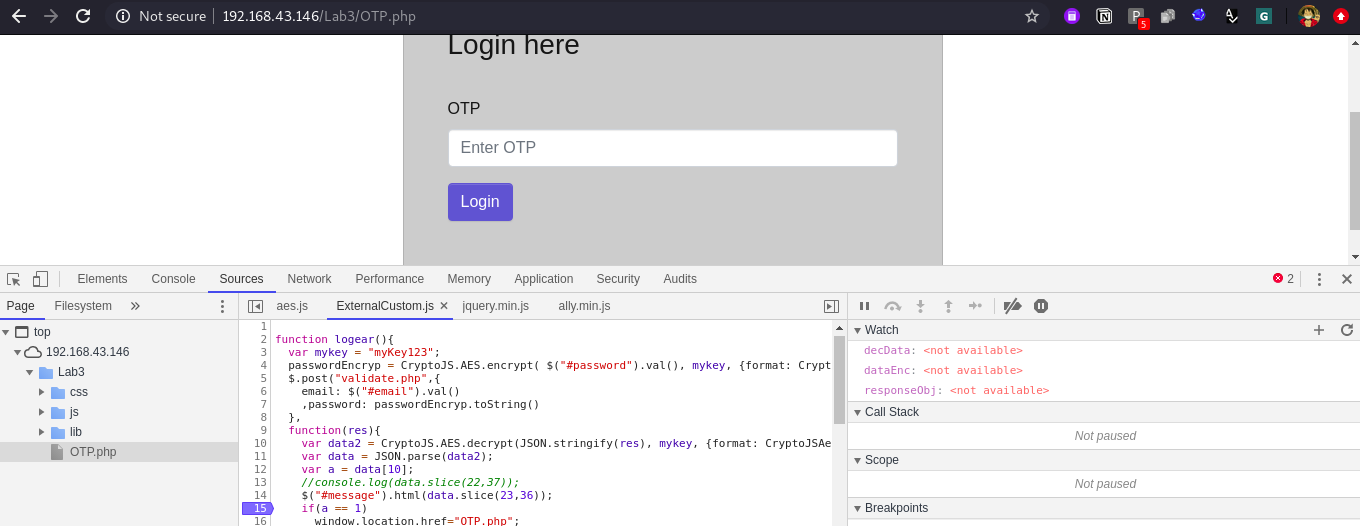 Not secure | 192.168.43.146/Lab3/OTP.php
5
G
Login here
OTP
Enter OTP
Login
Elements Console Sources Network Performance Memory Application Security Audits 2
Page Filesystem » aes.js ExternalCustom.js × jquery.min.js ally.min.js
top
192.168.43.146
Lab3
css
js
lib
OTP.php
1
2 function logear(){
3 var mykey = "myKey123";
4 passwordEncryp = CryptoJS.AES.encrypt( $("#password").val(), mykey, {format: Crypt
5 $.post("validate.php",{
6 email: $("#email").val()
7 ,password: passwordEncryp.toString()
8 },
9 function(res){
10 var data2 = CryptoJS.AES.decrypt(JSON.stringify(res), mykey, {format: CryptoJSAe
11 var data = JSON.parse(data2);
12 var a = data[10];
13 //console.log(data.slice(22,37));
14 $("#message").html(data.slice(23,36));
15 if(a == 1)
16 window.location.href="OTP.php";
Watch
decData: <not available>
dataEnc: <not available>
responseObj: <not available>
Call Stack
Not paused
Scope
Not paused
Breakpoints